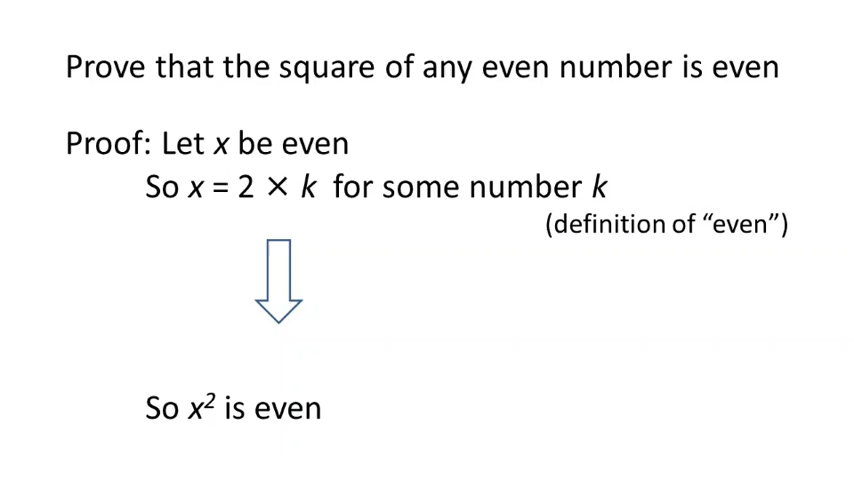 Prove that the square of any even number is even
Proof: Let x be even
So x = 2 × k for some number k
(definition of “even”)
So x² is even